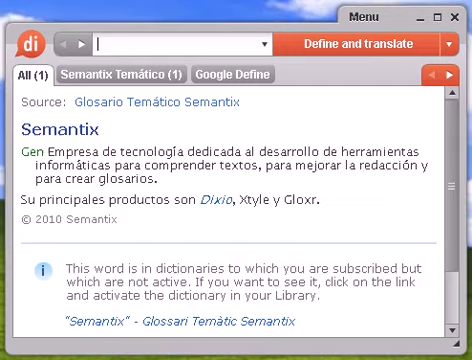 Menu
di
Define and translate
All (1)
Semantix Temático (1)
Google Define
Source: Glosario Temático Semantix
Semantix
Gen Empresa de tecnología dedicada al desarrollo de herramientas
informáticas para comprender textos, para mejorar la redacción y
para crear glosarios.
Su principales producto son Dixio, Xtyle y Gloxr.
© 2010 Semantix
i
This word is in dictionaries to which you are subscribed but
which are not active. If you want to see it, click on the link
and activate the dictionary in your Library.
"Semantix" - Glossari Temàtic Semantix